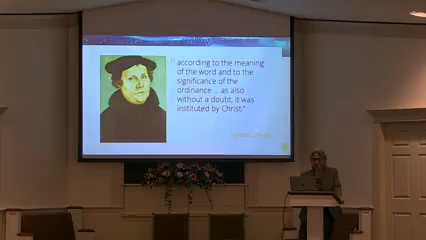 according to the meaning
of the word and to the
significance of the
ordinance ... as also
without a doubt, it was
instituted by Christ"